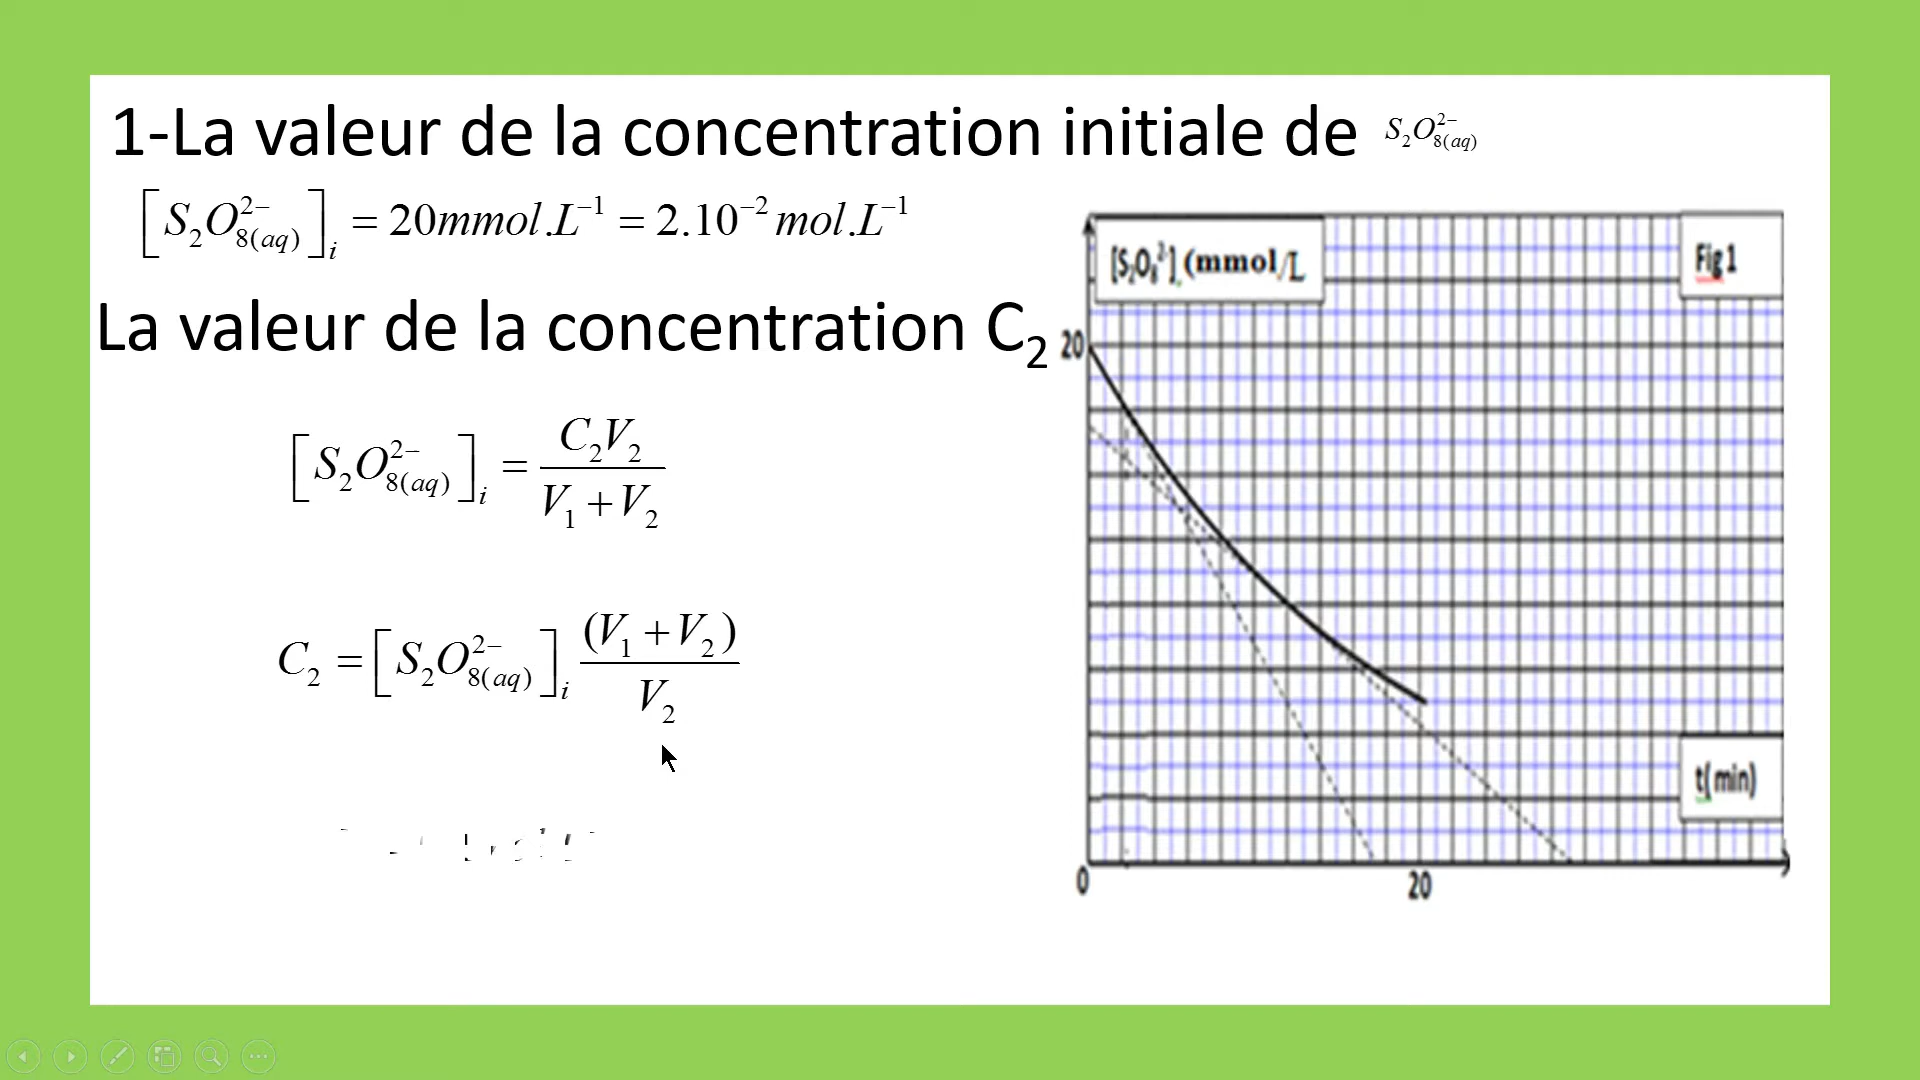 1-La valeur de la concentration initiale de S₂O₈²⁻(aq)
[S₂O₈²⁻(aq)]ᵢ = 20mmol.L⁻¹ = 2.10⁻² mol.L⁻¹
La valeur de la concentration C₂
[S₂O₈²⁻(aq)]ᵢ = C₂V₂ / V₁ + V₂
C₂ = [S₂O₈²⁻(aq)]ᵢ (V₁ + V₂) / V₂
[S₂O₈²⁻] (mmol/L
Fig 1
20
t(min)
0
20